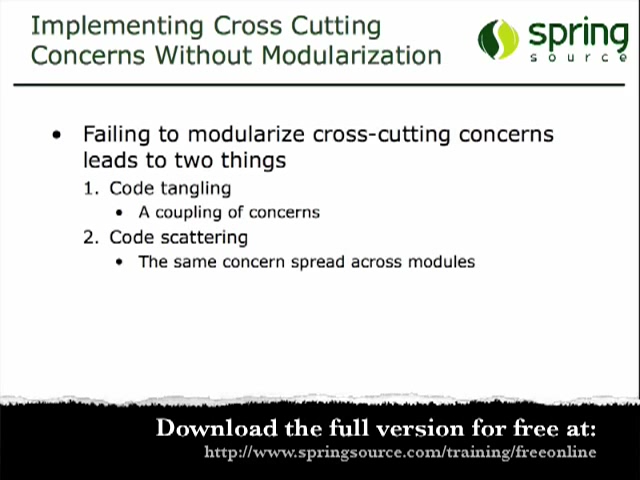 Implementing Cross Cutting
Concerns Without Modularization
spring
source
• Failing to modularize cross-cutting concerns
leads to two things
1. Code tangling
• A coupling of concerns
2. Code scattering
• The same concern spread across modules
Download the full version for free at:
http://www.springsource.com/training/freeonline